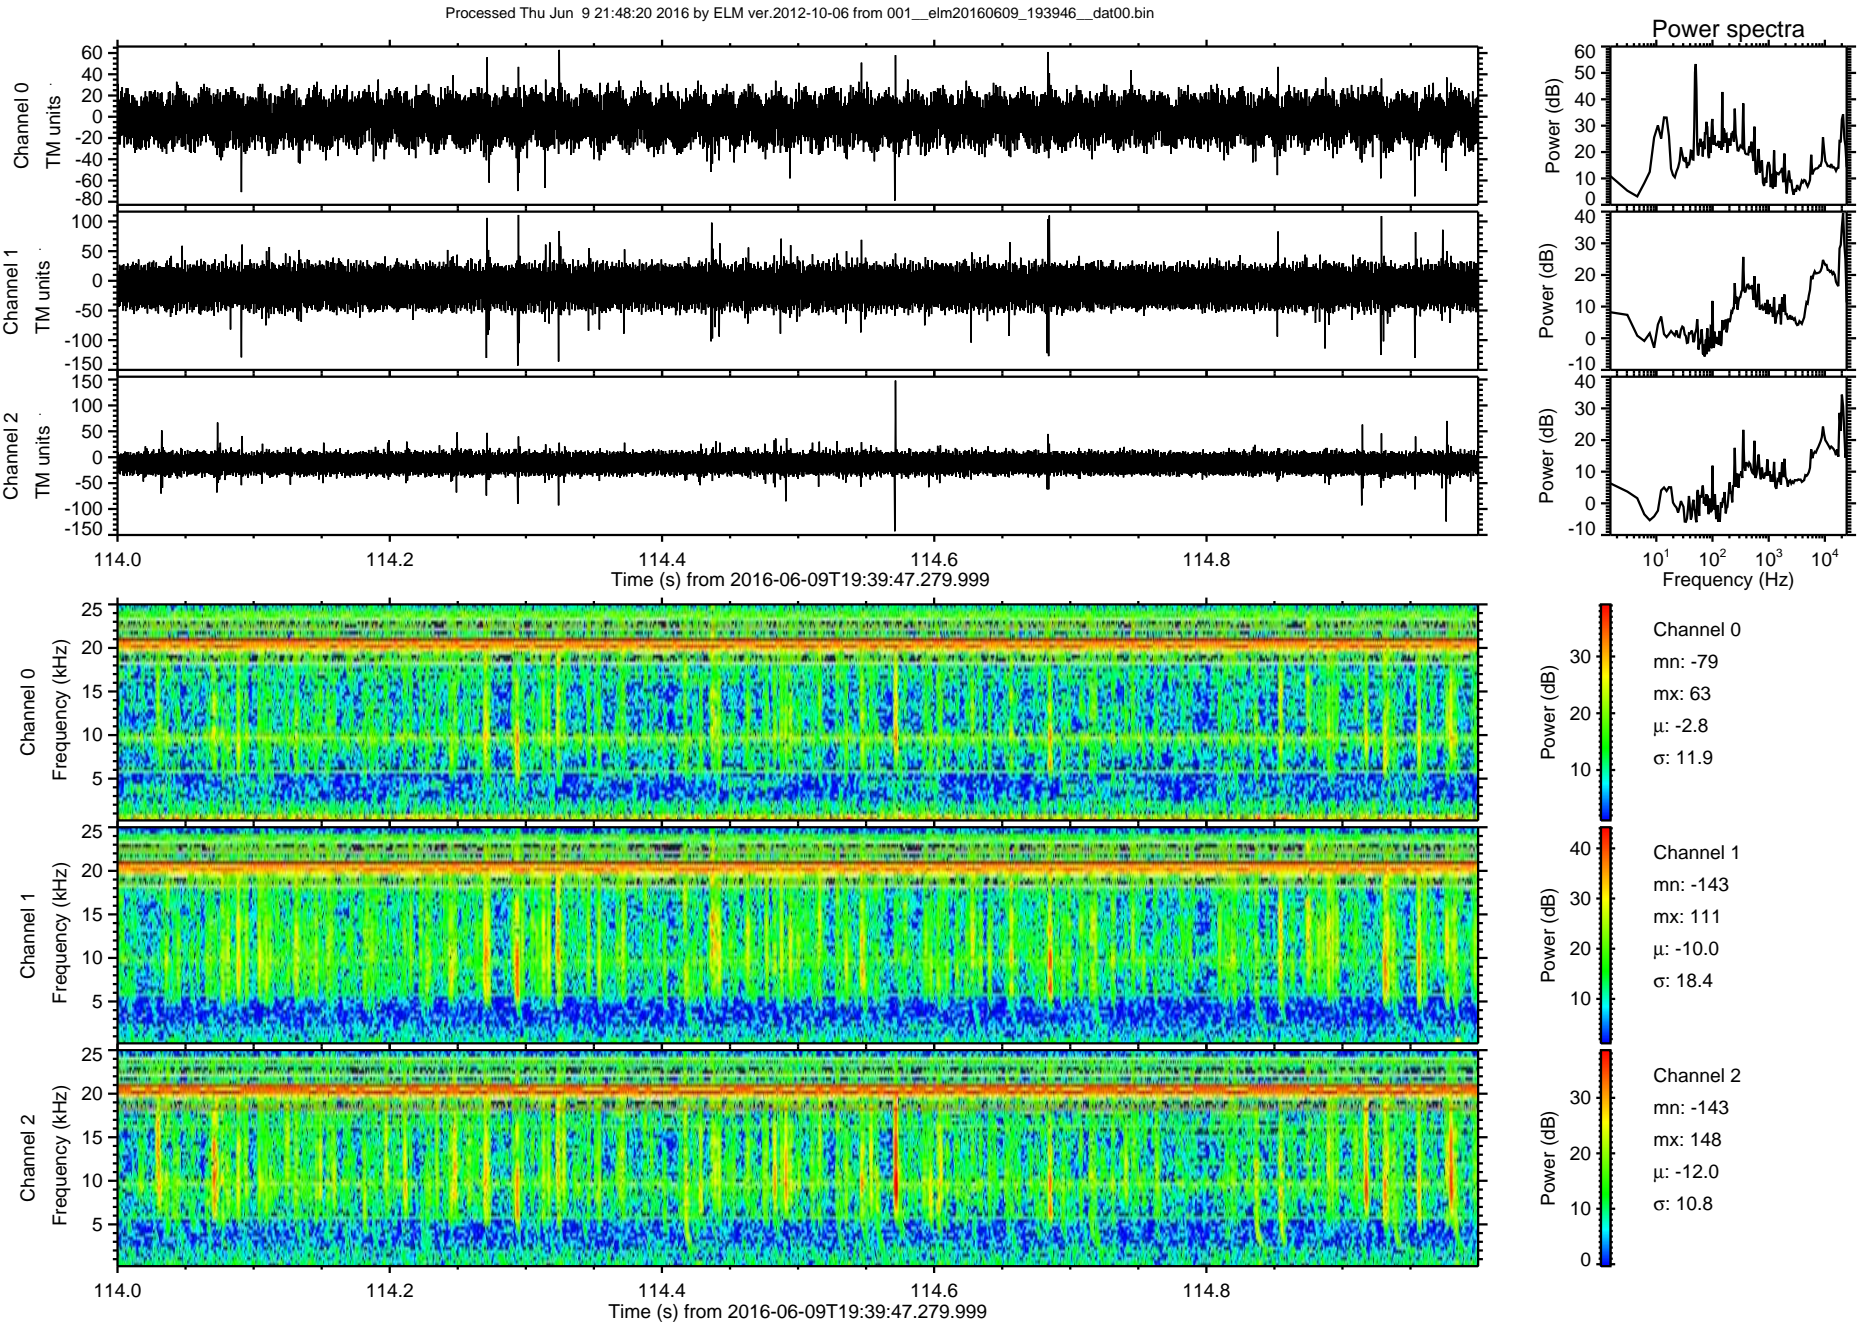 Processed Thu Jun  9 21:48:20 2016 by ELM ver.2012-10-06 from 001__elm20160609_193946__dat00.bin
Power spectra
Channel 0
TM units
60
40
20
0
-20
-40
-60
-80
Power (dB)
60
50
40
30
20
10
0
Channel 1
TM units
100
50
0
-50
-100
-150
Power (dB)
40
30
20
10
0
-10
Channel 2
TM units
150
100
50
0
-50
-100
-150
Power (dB)
40
30
20
10
0
-10
114.0 114.2 114.4 114.6 114.8
Time (s) from 2016-06-09T19:39:47.279.999
10¹ 10² 10³ 10⁴
Frequency (Hz)
Channel 0
Frequency (kHz)
25
20
15
10
5
Power (dB)
30
20
10
Channel 0
mn: -79
mx: 63
μ: -2.8
σ: 11.9
Channel 1
Frequency (kHz)
25
20
15
10
5
Power (dB)
40
30
20
10
Channel 1
mn: -143
mx: 111
μ: -10.0
σ: 18.4
Channel 2
Frequency (kHz)
25
20
15
10
5
Power (dB)
30
20
10
0
Channel 2
mn: -143
mx: 148
μ: -12.0
σ: 10.8
114.0 114.2 114.4 114.6 114.8
Time (s) from 2016-06-09T19:39:47.279.999